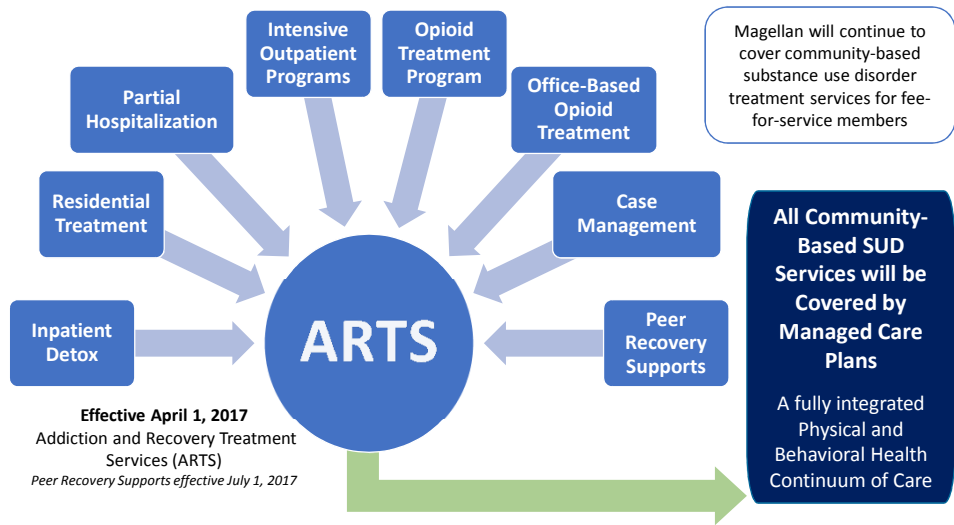 Inpatient
Detox
Residential
Treatment
Partial
Hospitalization
Intensive
Outpatient
Programs
Opioid
Treatment
Program
Office-Based
Opioid
Treatment
Case
Management
Peer
Recovery
Supports
ARTS
Effective April 1, 2017
Addiction and Recovery Treatment
Services (ARTS)
Peer Recovery Supports effective July 1, 2017
Magellan will continue to
cover community-based
substance use disorder
treatment services for fee-
for-service members
All Community-
Based SUD
Services will be
Covered by
Managed Care
Plans
A fully integrated
Physical and
Behavioral Health
Continuum of Care